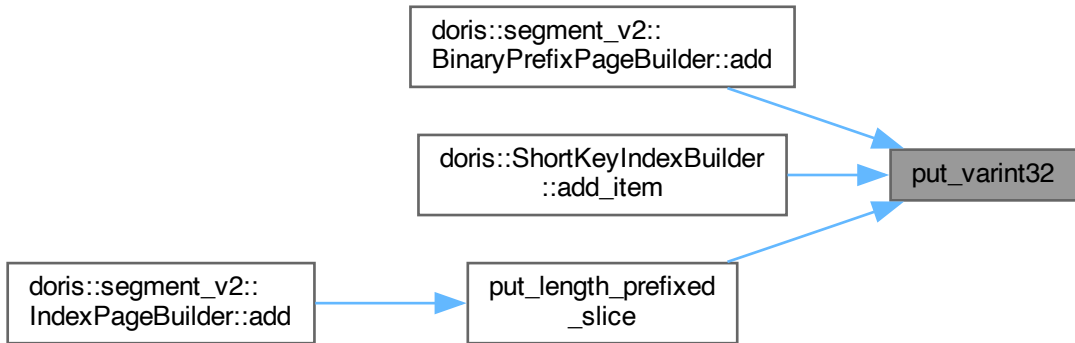 doris::segment_v2::
BinaryPrefixPageBuilder::add
doris::ShortKeyIndexBuilder
::add_item
put_varint32
doris::segment_v2::
IndexPageBuilder::add
put_length_prefixed
_slice